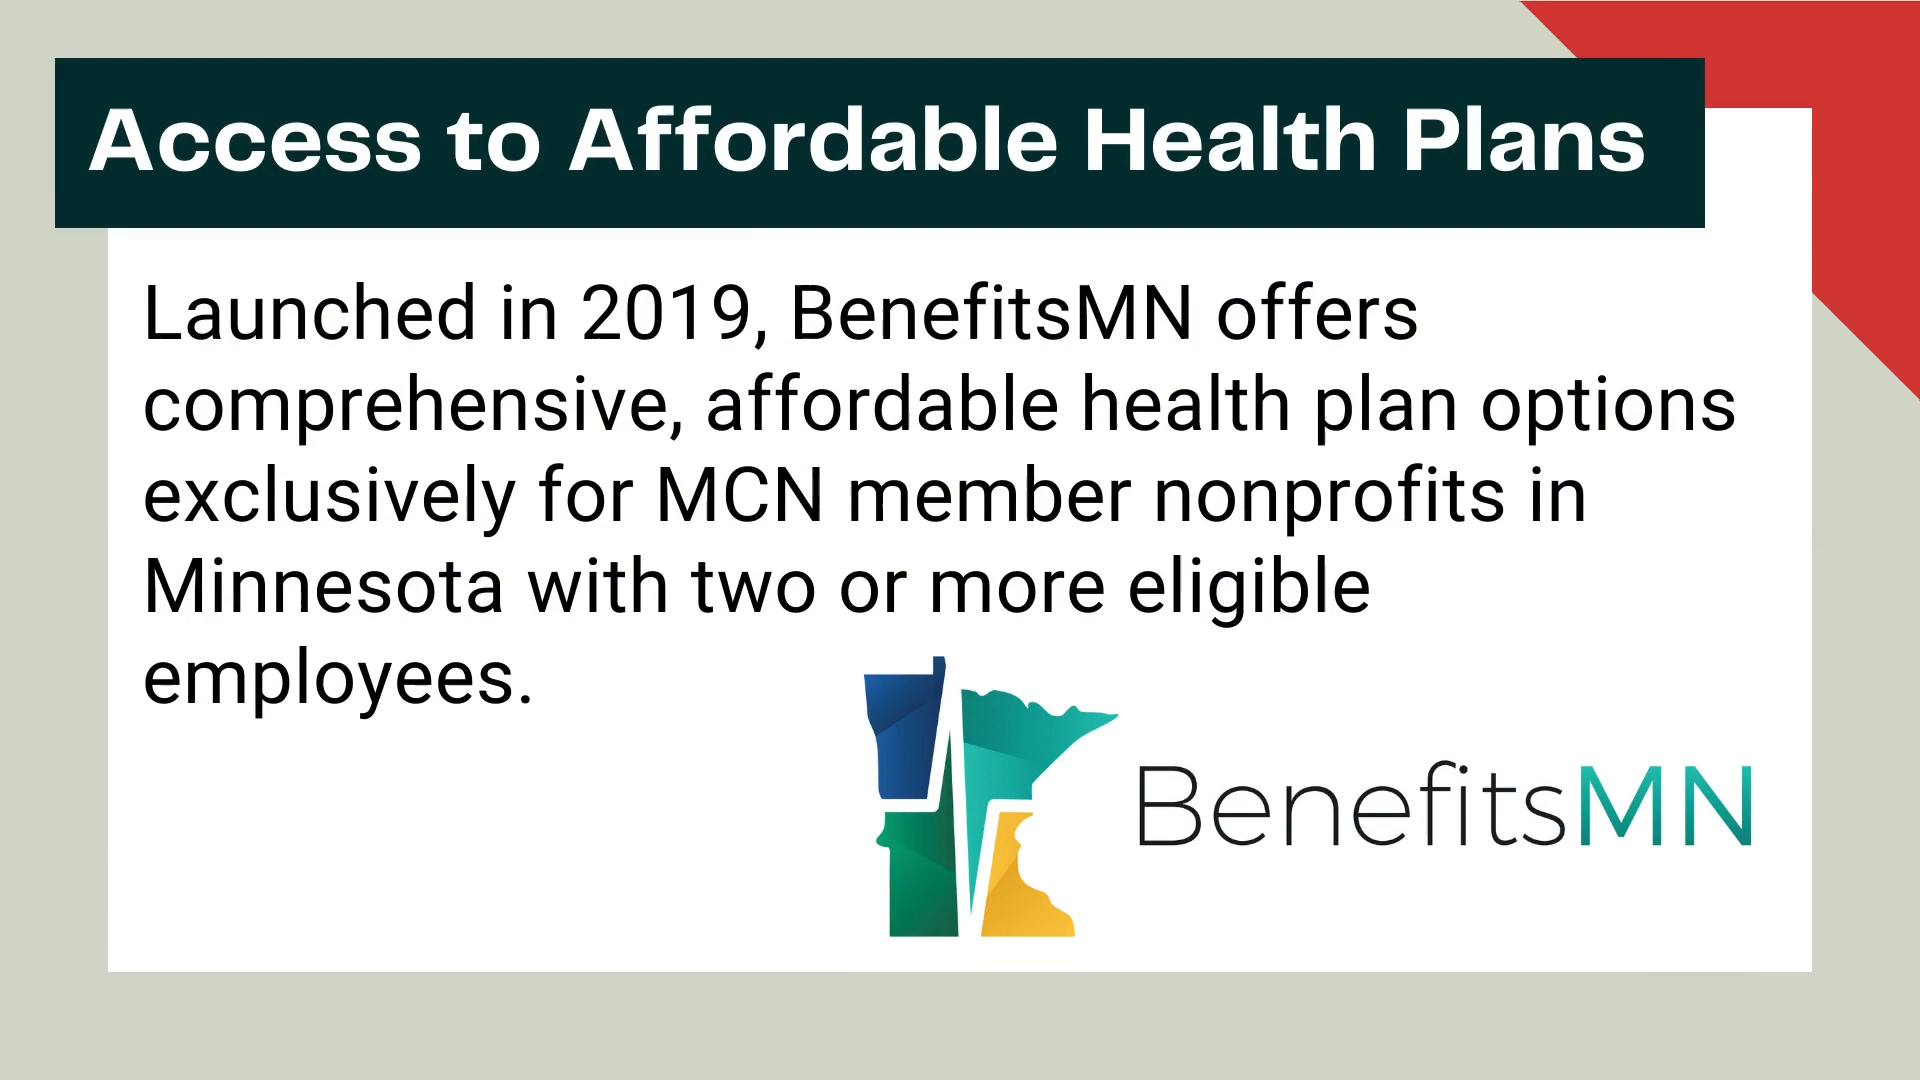 Access to Affordable Health Plans
Launched in 2019, BenefitsMN offers
comprehensive, affordable health plan options
exclusively for MCN member nonprofits in
Minnesota with two or more eligible
employees.
BenefitsMN